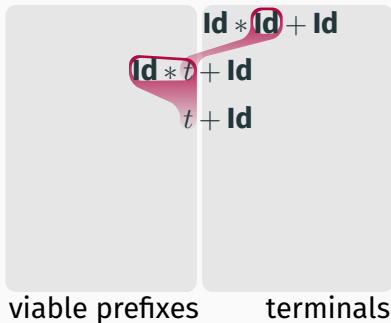 Id ∗ Id + Id
Id ∗ t + Id
t + Id
viable prefixes terminals